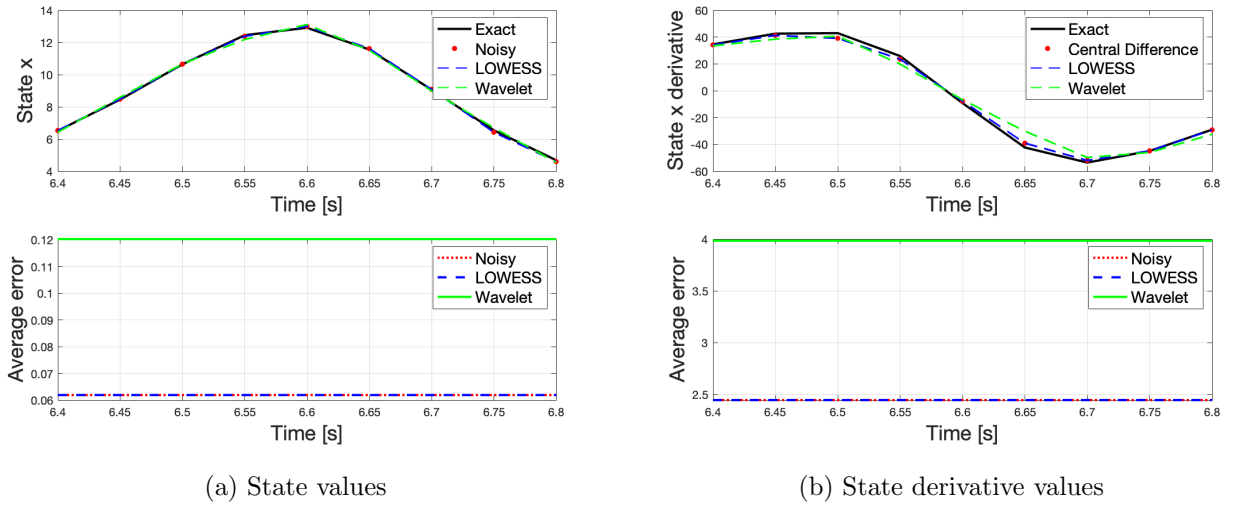 14
12
10
8
6
4
State x
Exact
Noisy
LOWESS
Wavelet
6.4 6.45 6.5 6.55 6.6 6.65 6.7 6.75 6.8
Time [s]
60
40
20
0
-20
-40
-60
State x derivative
Exact
Central Difference
LOWESS
Wavelet
6.4 6.45 6.5 6.55 6.6 6.65 6.7 6.75 6.8
Time [s]
0.12
0.11
0.1
0.09
0.08
0.07
0.06
Average error
Noisy
LOWESS
Wavelet
6.4 6.45 6.5 6.55 6.6 6.65 6.7 6.75 6.8
Time [s]
4
3.5
3
2.5
Average error
Noisy
LOWESS
Wavelet
6.4 6.45 6.5 6.55 6.6 6.65 6.7 6.75 6.8
Time [s]
(a) State values
(b) State derivative values